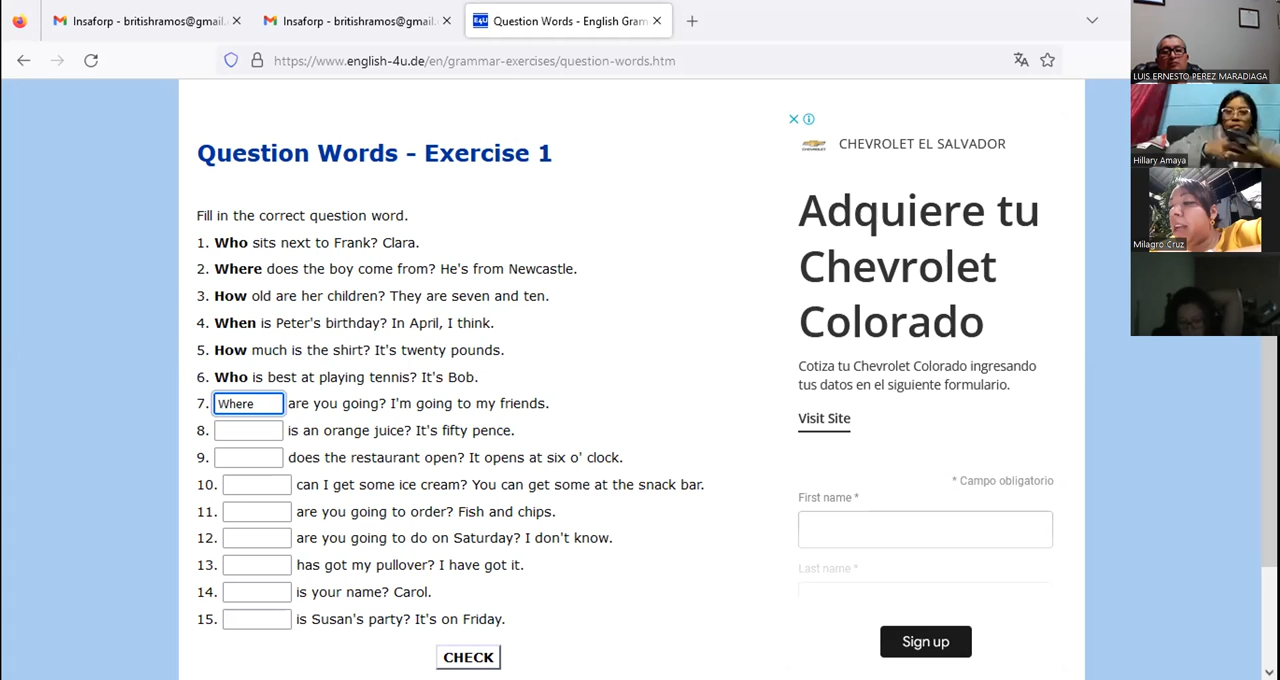 Insaforp - britishramos@gmail.
Insaforp - britishramos@gmail.
E4U Question Words - English Gram
https://www.english-4u.de/en/grammar-exercises/question-words.htm
Question Words - Exercise 1
Fill in the correct question word.
1. Who sits next to Frank? Clara.
2. Where does the boy come from? He's from Newcastle.
3. How old are her children? They are seven and ten.
4. When is Peter's birthday? In April, I think.
5. How much is the shirt? It's twenty pounds.
6. Who is best at playing tennis? It's Bob.
7. Where are you going? I'm going to my friends.
8. is an orange juice? It's fifty pence.
9. does the restaurant open? It opens at six o' clock.
10. can I get some ice cream? You can get some at the snack bar.
11. are you going to order? Fish and chips.
12. are you going to do on Saturday? I don't know.
13. has got my pullover? I have got it.
14. is your name? Carol.
15. is Susan's party? It's on Friday.
CHECK
CHEVROLET EL SALVADOR
Adquiere tu
Chevrolet
Colorado
Cotiza tu Chevrolet Colorado ingresando
tus datos en el siguiente formulario.
Visit Site
* Campo obligatorio
First name *
Last name *
Sign up
LUIS ERNESTO PEREZ MARADIAGA
Hillary Amaya
Milagro Cruz